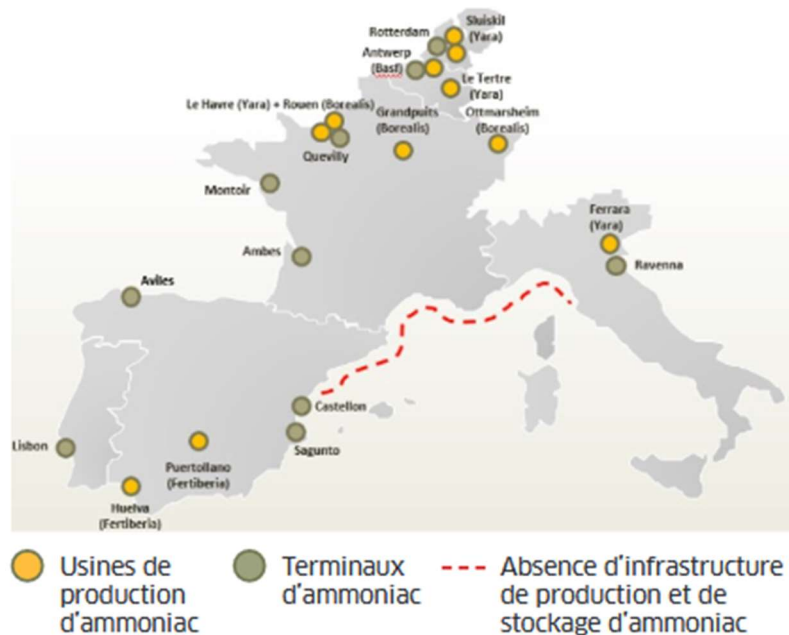 Sluiskil
(Yara)
Rotterdam
Antwerp
(Basf)
Le Tertre
(Yara)
Le Havre (Yara) + Rouen (Borealis)
Grandpuits
(Borealis)
Ottmarsheim
(Borealis)
Quevilly
Montoir
Ambes
Ferrara
(Yara)
Ravenna
Aviles
Castellon
Sagunto
Lisbon
Puertollano
(Fertiberia)
Huelva
(Fertiberia)
Usines de
production
d'ammoniac
Terminaux
d'ammoniac
Absence d'infrastructure
de production et de
stockage d'ammoniac